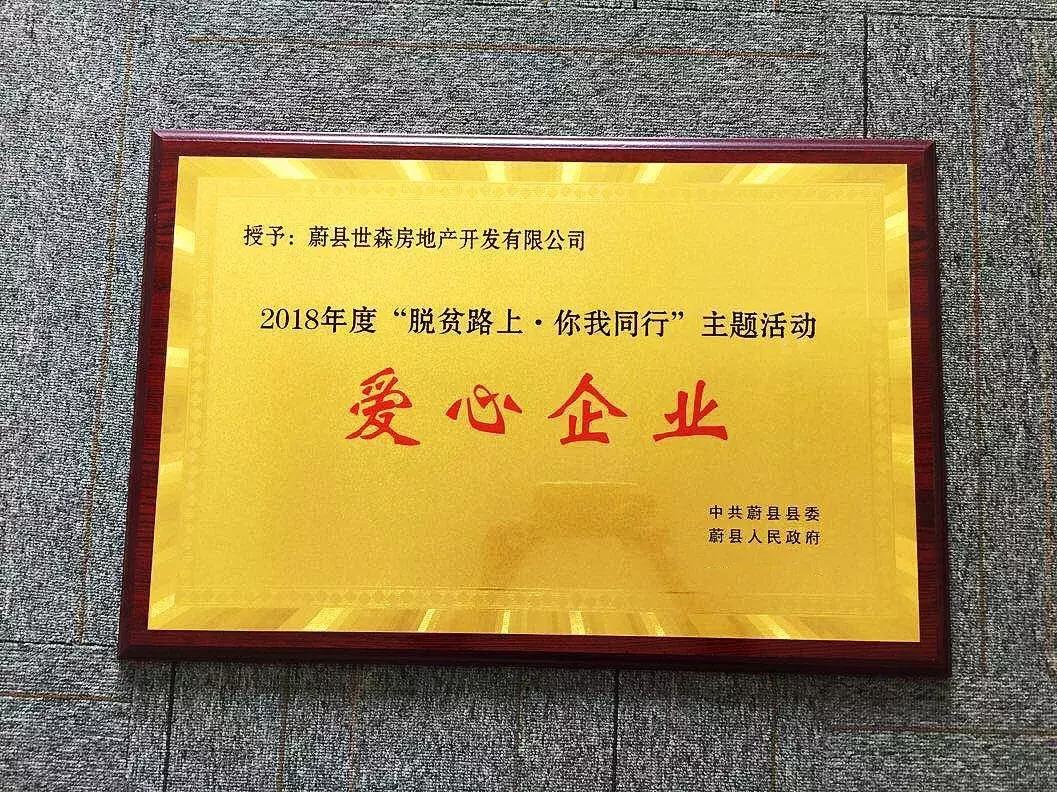 授予：蔚县世森房地产开发有限公司
2018年度“脱贫路上·你我同行”主题活动
爱心企业
中共蔚县县委
蔚县人民政府